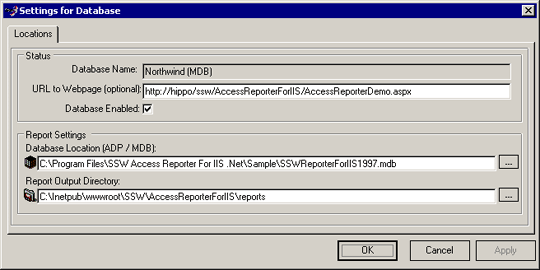 Settings for Database
Locations
Status
Database Name: Northwind (MDB)
URL to Webpage (optional): http://hippo/ssw/AccessReporterForIIS/AccessReporterDemo.aspx
Database Enabled:
Report Settings
Database Location (ADP / MDB):
C:\Program Files\SSW Access Reporter For IIS .Net\Sample\SSWReporterForIIS1997.mdb
...
Report Output Directory:
C:\Inetpub\wwwroot\SSW\AccessReporterForIIS\reports
...
OK Cancel Apply